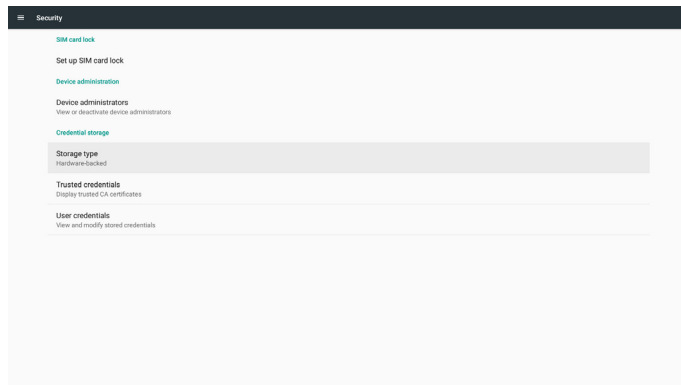 Security
SIM card lock
Set up SIM card lock
Device administration
Device administrators
View or deactivate device administrators
Credential storage
Storage type
Hardware-backed
Trusted credentials
Display trusted CA certificates
User credentials
View and modify stored credentials